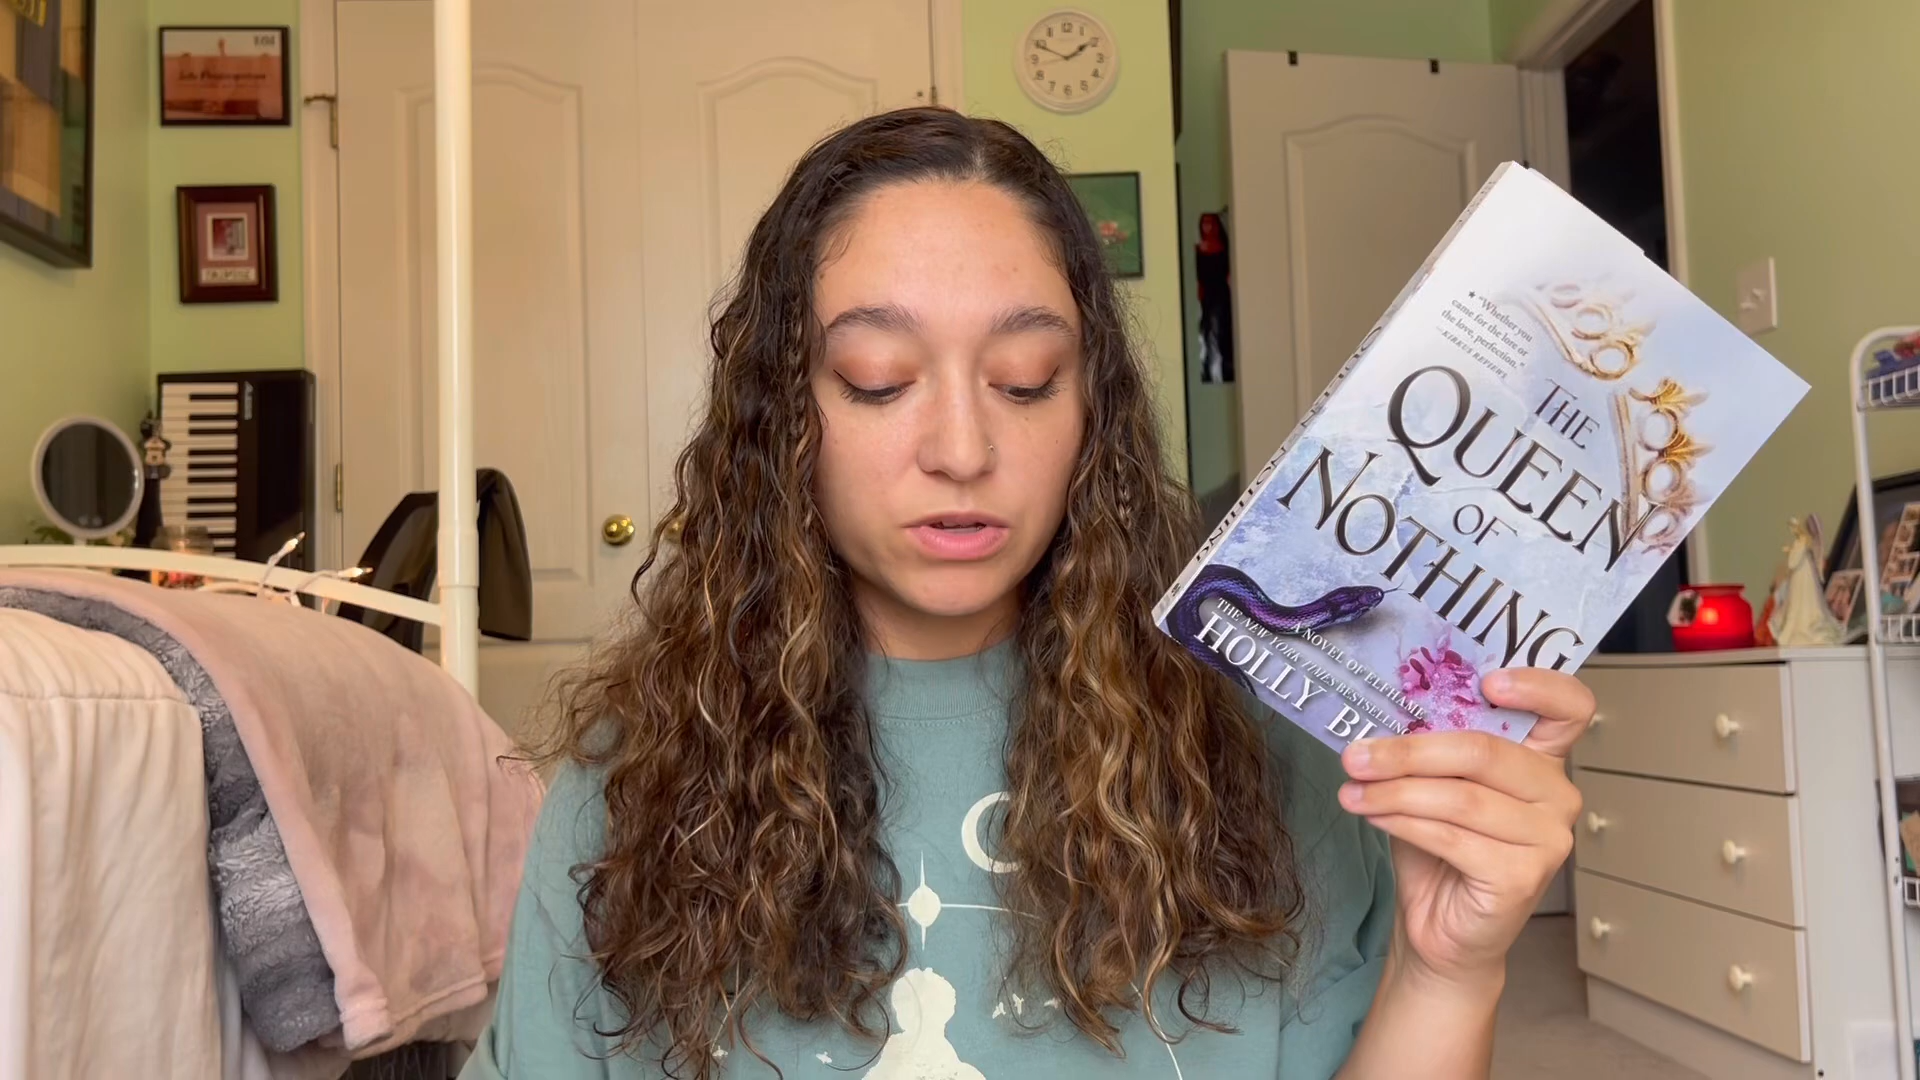 ★ "Whether you
came for the lore or
the love, perfection."
—KIRKUS REVIEWS
THE
QUEEN
OF
NOTHING
A NOVEL OF ELFHAME
THE NEW YORK TIMES BESTSELLING
HOLLY BL